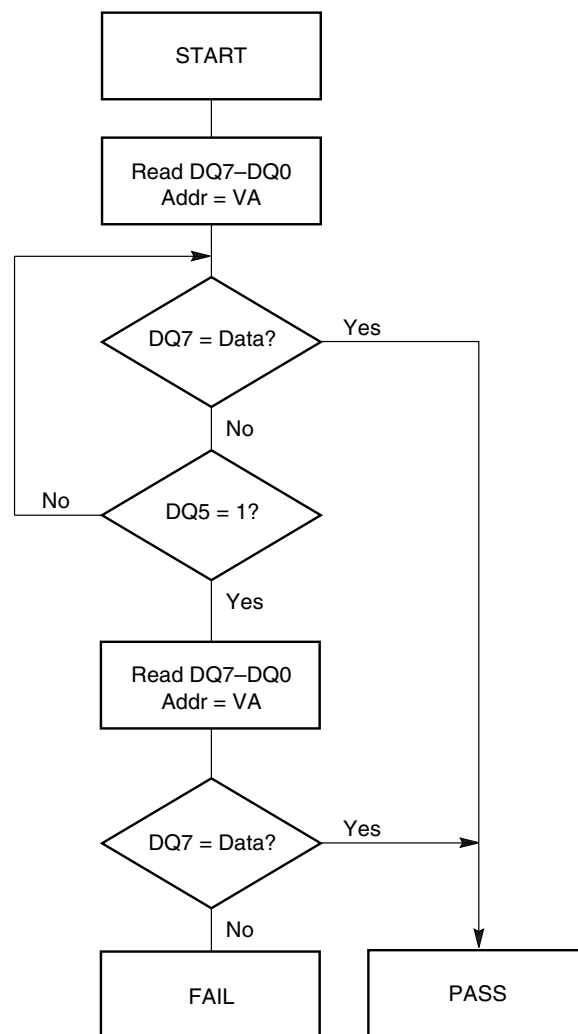 START
Read DQ7–DQ0
Addr = VA
DQ7 = Data?
Yes
No
No
DQ5 = 1?
Yes
Read DQ7–DQ0
Addr = VA
DQ7 = Data?
Yes
No
FAIL
PASS